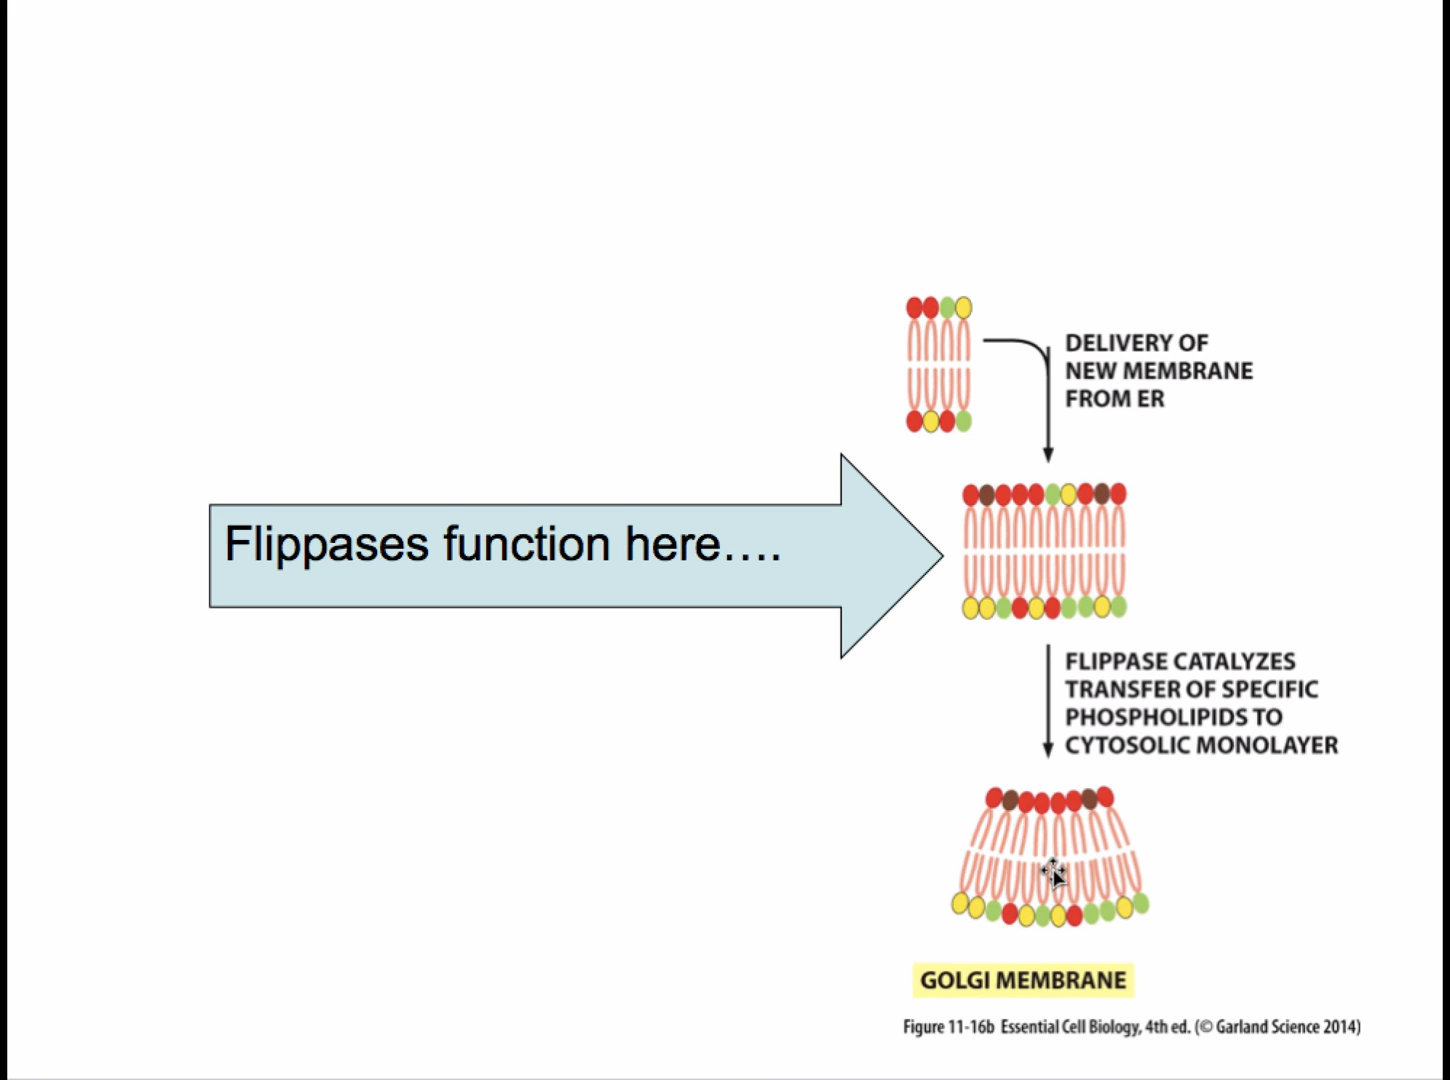 DELIVERY OF
NEW MEMBRANE
FROM ER
Flippases function here....
FLIPPASE CATALYZES
TRANSFER OF SPECIFIC
PHOSPHOLIPIDS TO
CYTOSOLIC MONOLAYER
GOLGI MEMBRANE
Figure 11-16b Essential Cell Biology, 4th ed. (© Garland Science 2014)